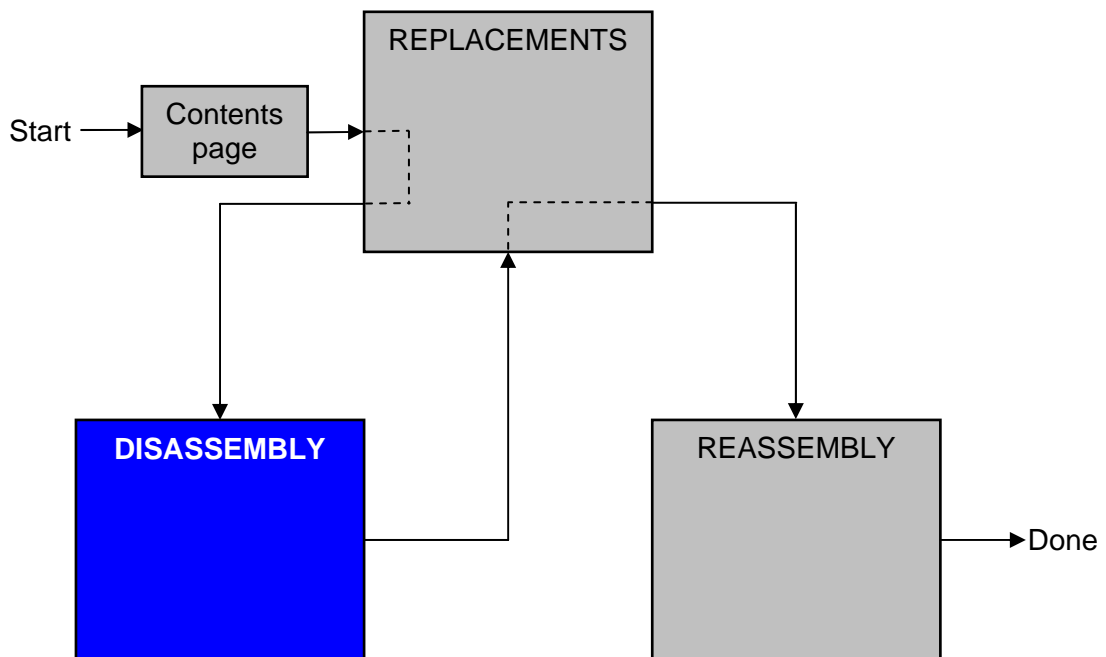 REPLACEMENTS
Start
Contents
page
DISASSEMBLY
REASSEMBLY
Done